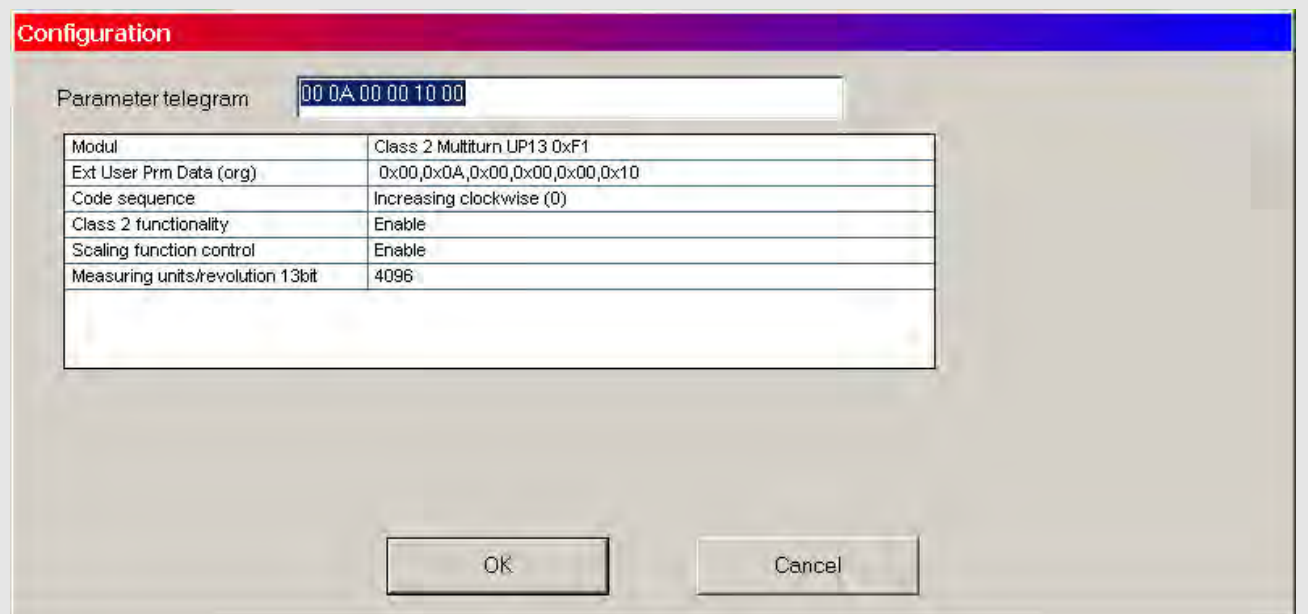 Configuration
Parameter telegram 00 0A 00 00 10 00
Modul Class 2 Multiturn UP13 0xF1
Ext User Prm Data (org) 0x00,0x0A,0x00,0x00,0x00,0x10
Code sequence Increasing clockwise (0)
Class 2 functionality Enable
Scaling function control Enable
Measuring units/revolution 13bit 4096
OK Cancel